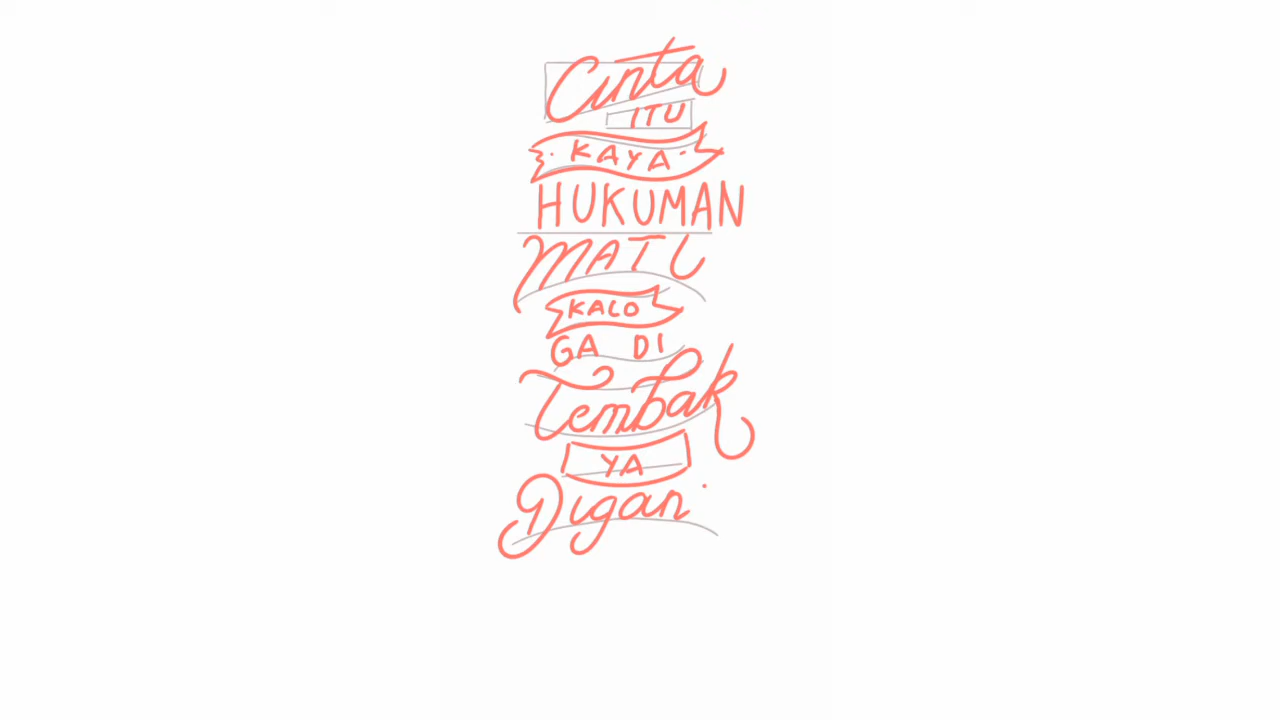 Cinta
ITU
KAYA
HUKUMAN
MATI
KALO
GA DI
Tembak
YA
Digan